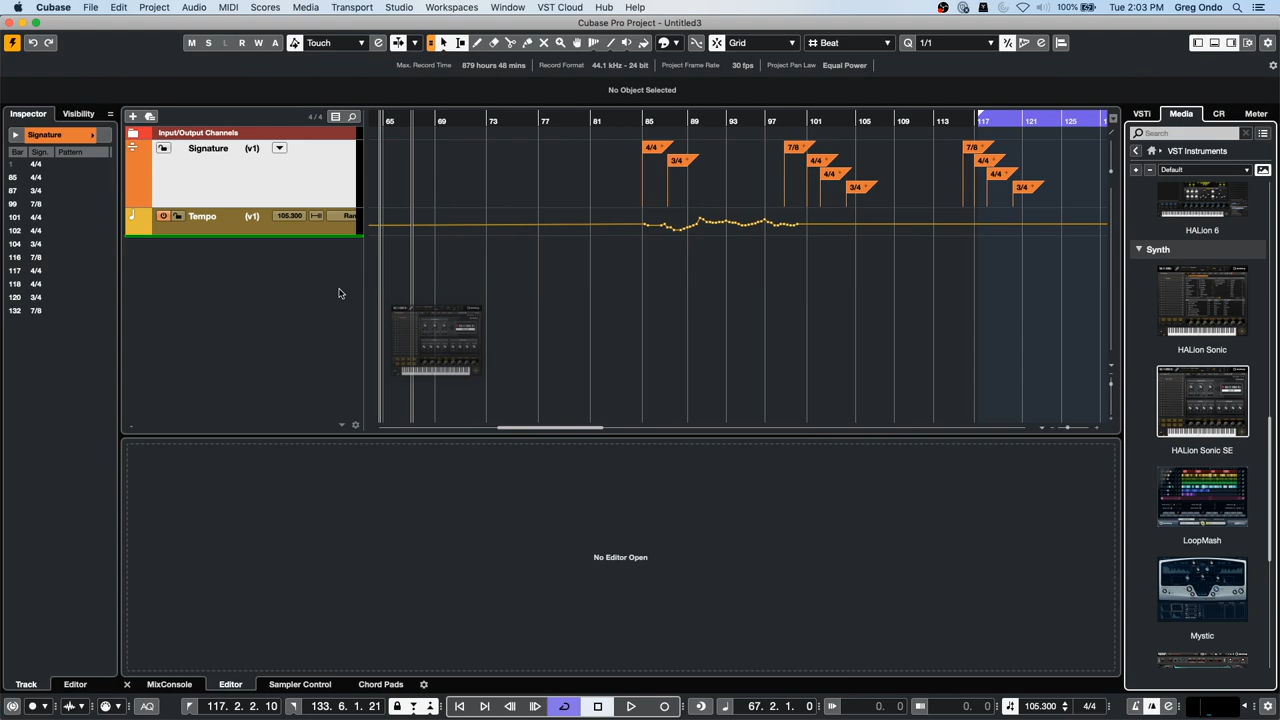 Cubase File Edit Project Audio MIDI Scores Media Transport Studio Workspaces Window VST Cloud Hub Help 100% Tue 2:03 PM Greg Ondo
Cubase Pro Project - Untitled3
M S L R W A Touch Grid Beat Q 1/1
Max. Record Time 879 hours 48 mins Record Format 44.1 kHz - 24 bit Project Frame Rate 30 fps Project Pan Law Equal Power
No Object Selected
Inspector Visibility
4 / 4
65 69 73 77 81 85 89 93 97 101 105 109 113 117 121 125
VSTi Media CR Meter
Signature
Input/Output Channels
Search
Bar Sign. Pattern
Signature (v1)
VST Instruments
1 4/4
85 4/4
87 3/4
99 7/8
101 4/4
102 4/4
104 3/4
116 7/8
117 4/4
118 4/4
120 3/4
132 7/8
4/4 3/4 7/8 4/4 4/4 3/4 7/8 4/4 4/4 3/4
Default
Tempo (v1) 105.300 Ran
HALion 6
Synth
HALion Sonic
HALion Sonic SE
LoopMash
Mystic
No Editor Open
Track Editor MixConsole Editor Sampler Control Chord Pads
AQ 117. 2. 2. 10 133. 6. 1. 21 67. 2. 1. 0 0. 0 0. 0 105.300 4/4